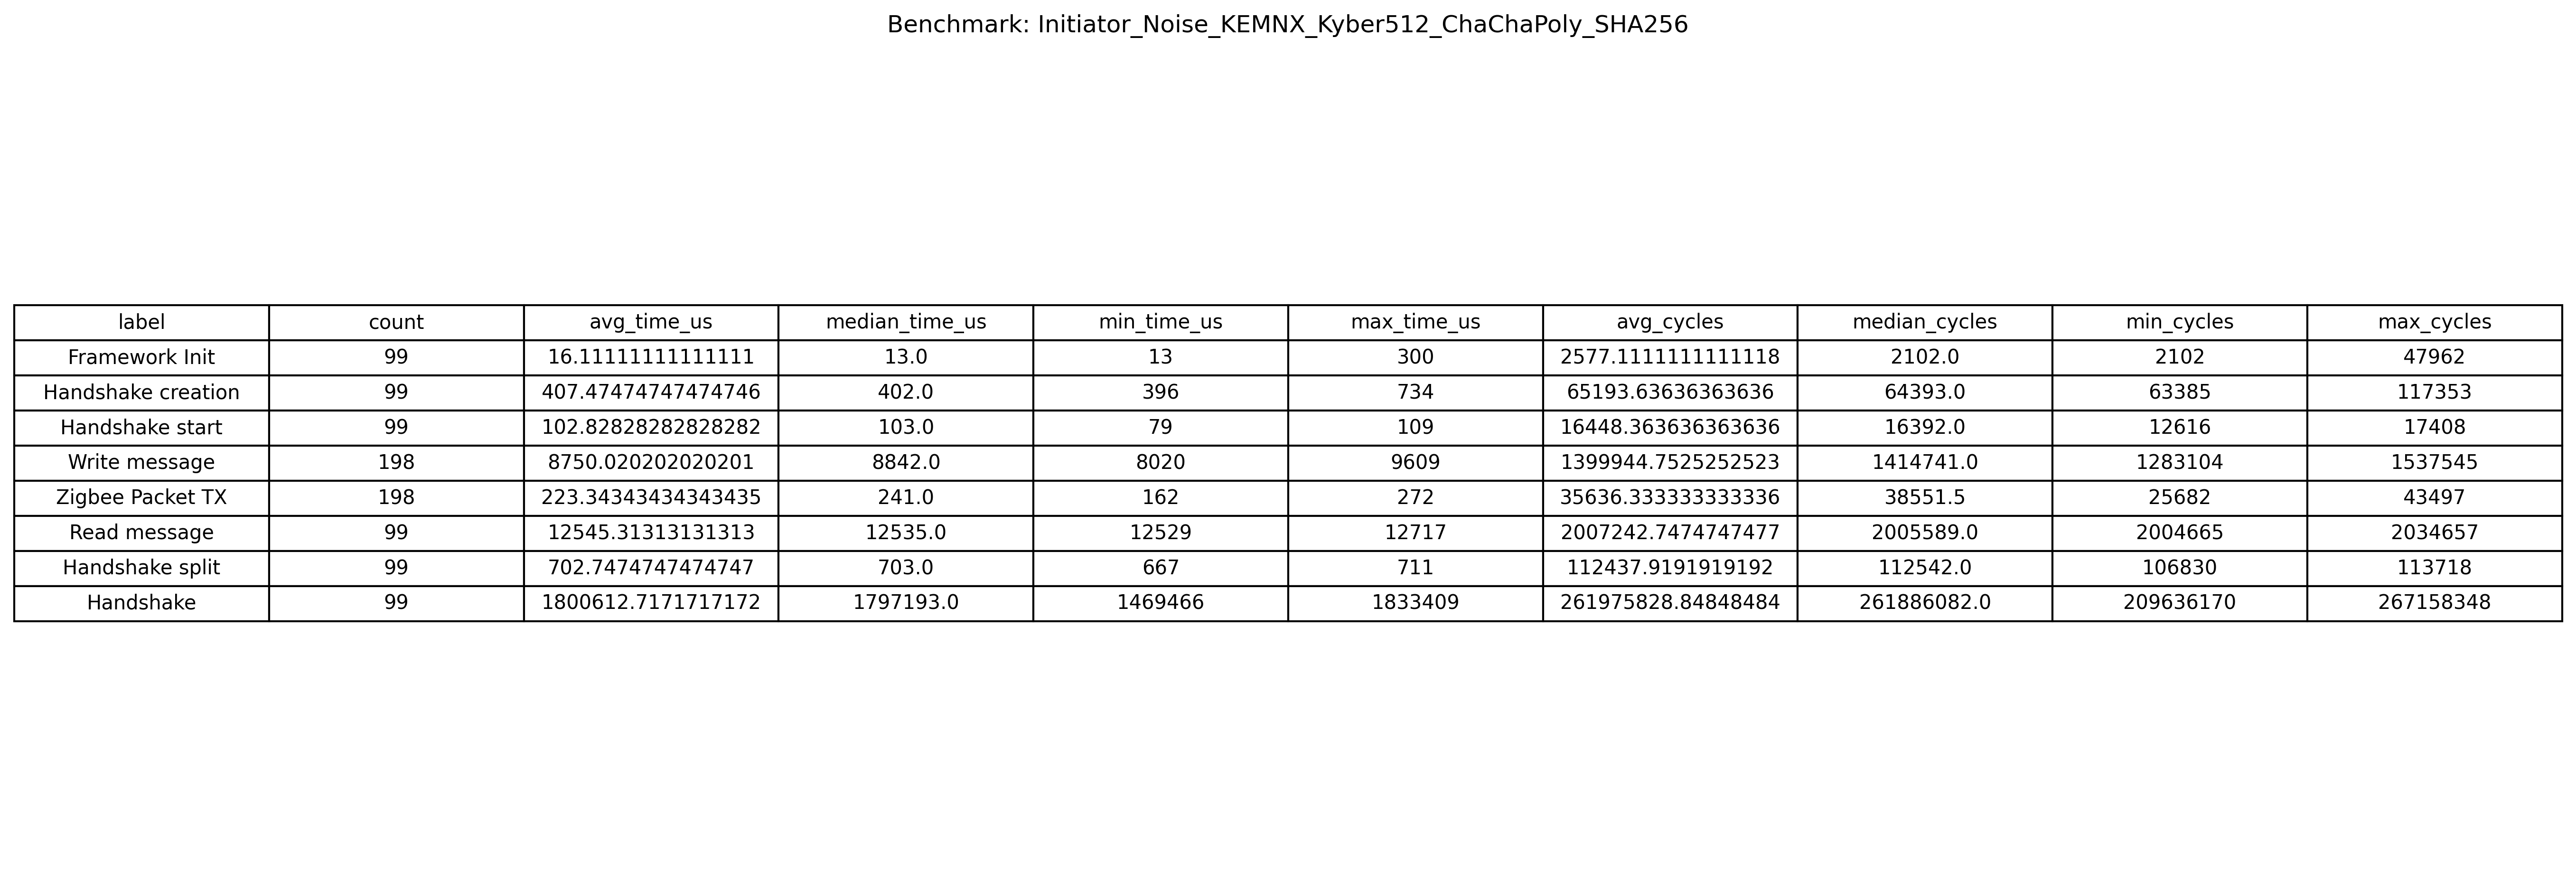 Benchmark: Initiator_Noise_KEMNX_Kyber512_ChaChaPoly_SHA256
label count avg_time_us median_time_us min_time_us max_time_us avg_cycles median_cycles min_cycles max_cycles
Framework Init 99 16.11111111111111 13.0 13 300 2577.1111111111118 2102.0 2102 47962
Handshake creation 99 407.47474747474746 402.0 396 734 65193.63636363636 64393.0 63385 117353
Handshake start 99 102.82828282828282 103.0 79 109 16448.363636363636 16392.0 12616 17408
Write message 198 8750.020202020201 8842.0 8020 9609 1399944.7525252523 1414741.0 1283104 1537545
Zigbee Packet TX 198 223.34343434343435 241.0 162 272 35636.333333333336 38551.5 25682 43497
Read message 99 12545.31313131313 12535.0 12529 12717 2007242.7474747477 2005589.0 2004665 2034657
Handshake split 99 702.7474747474747 703.0 667 711 112437.9191919192 112542.0 106830 113718
Handshake 99 1800612.7171717172 1797193.0 1469466 1833409 261975828.84848484 261886082.0 209636170 267158348